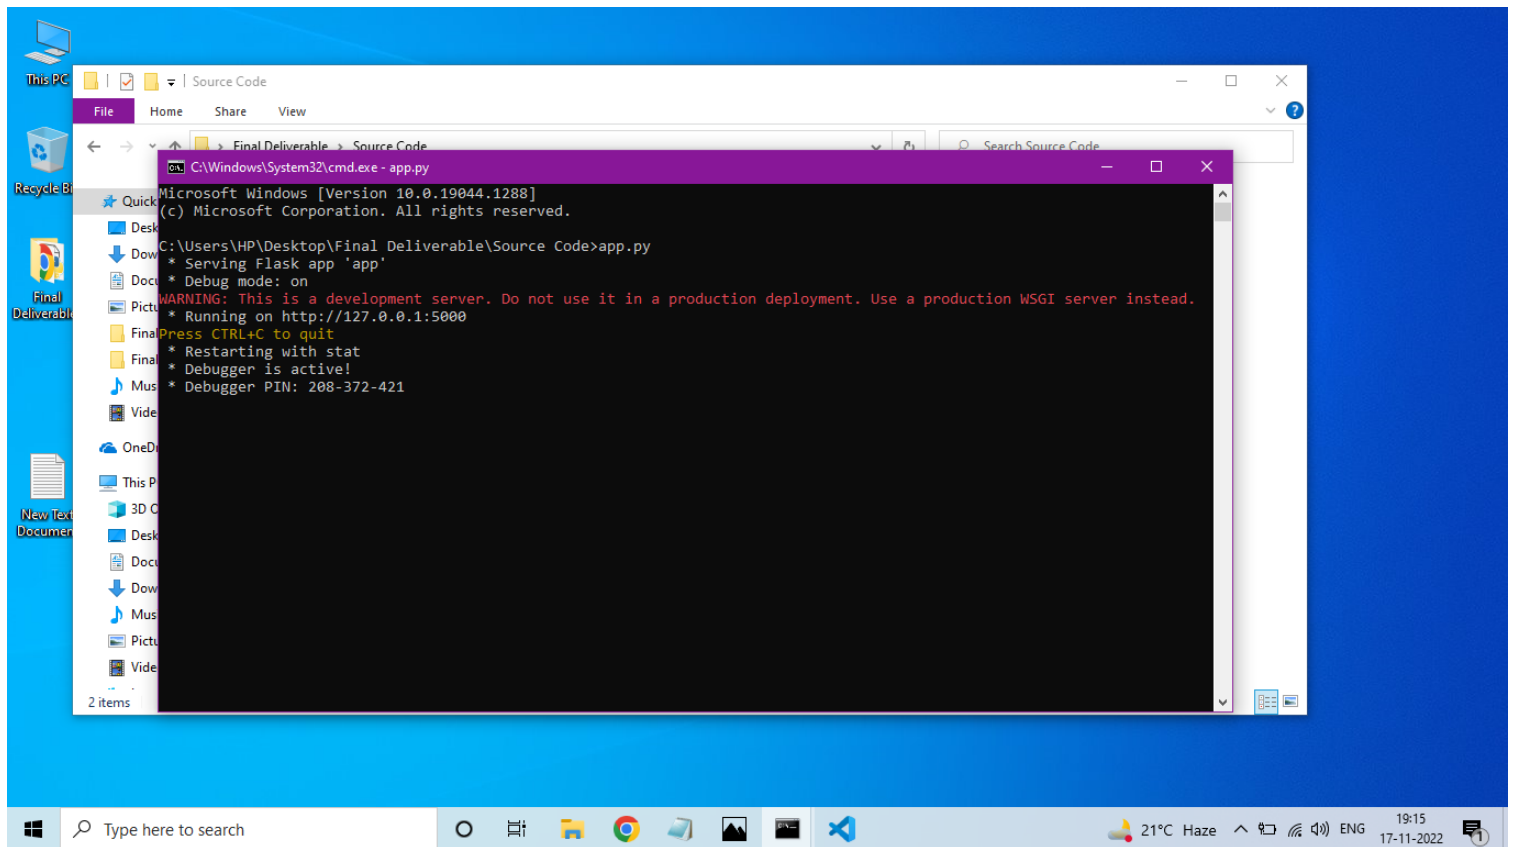 This PC
Source Code
File Home Share View
Final Deliverable > Source Code
Search Source Code
C:\Windows\System32\cmd.exe - app.py
Recycle Bi
Quick
Microsoft Windows [Version 10.0.19044.1288]
(c) Microsoft Corporation. All rights reserved.
C:\Users\HP\Desktop\Final Deliverable\Source Code>app.py
* Serving Flask app 'app'
* Debug mode: on
WARNING: This is a development server. Do not use it in a production deployment. Use a production WSGI server instead.
* Running on http://127.0.0.1:5000
Press CTRL+C to quit
* Restarting with stat
* Debugger is active!
* Debugger PIN: 208-372-421
Desk
Dow
Docu
Pictu
Final
Final
Mus
Vide
OneDr
This P
3D O
Desk
Docu
Dow
Mus
Pictu
Vide
2 items
Final
Deliverable
New Text
Documen
Type here to search
21°C Haze
ENG
19:15
17-11-2022
1